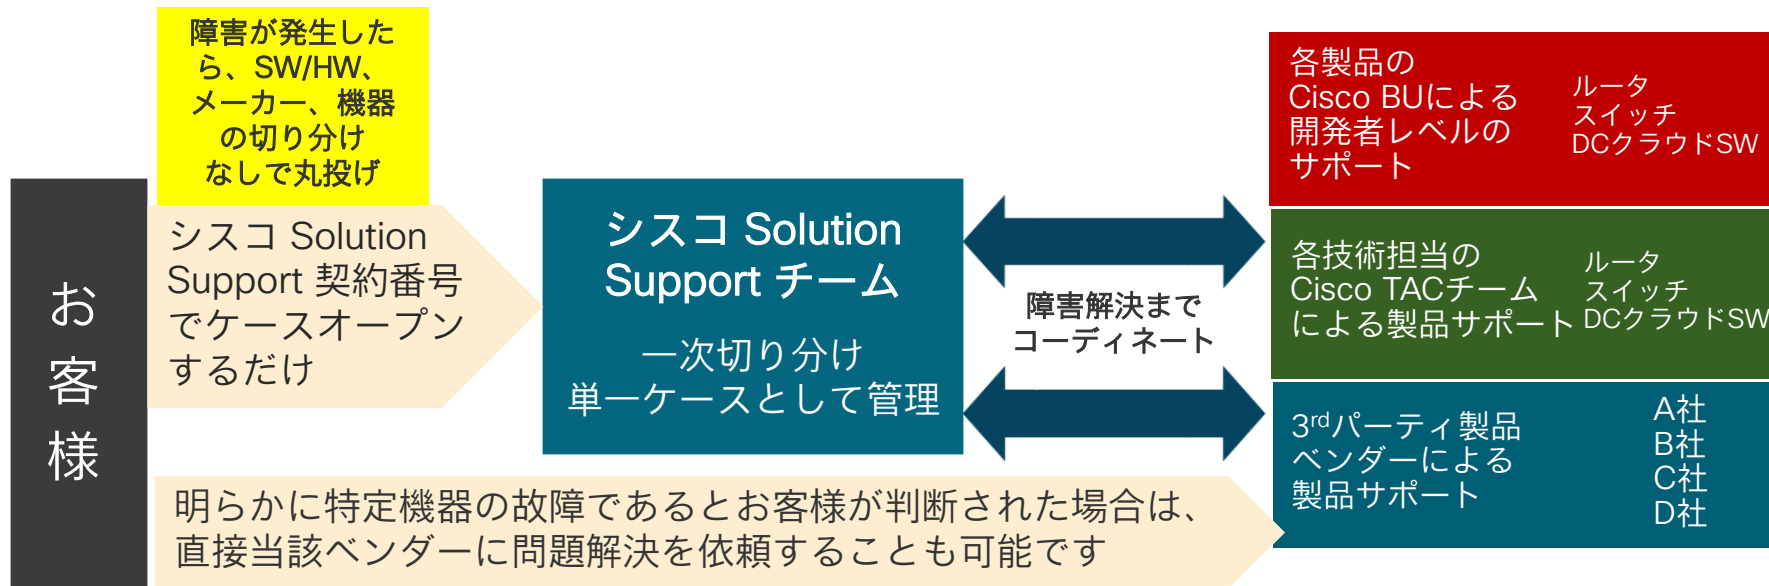 障害が発生した
ら、SW/HW、
メーカー、機器
の切り分け
なしで丸投げ
お
客
様
シスコ Solution
Support 契約番号
でケースオープン
するだけ
シスコ Solution
Support チーム
一次切り分け
単一ケースとして管理
障害解決まで
コーディネート
各製品の
Cisco BUによる
開発者レベルの
サポート
ルータ
スイッチ
DCクラウドSW
各技術担当の
Cisco TACチーム
による製品サポート
ルータ
スイッチ
DCクラウドSW
3rdパーティ製品
ベンダーによる
製品サポート
A社
B社
C社
D社
明らかに特定機器の故障であるとお客様が判断された場合は、
直接当該ベンダーに問題解決を依頼することも可能です